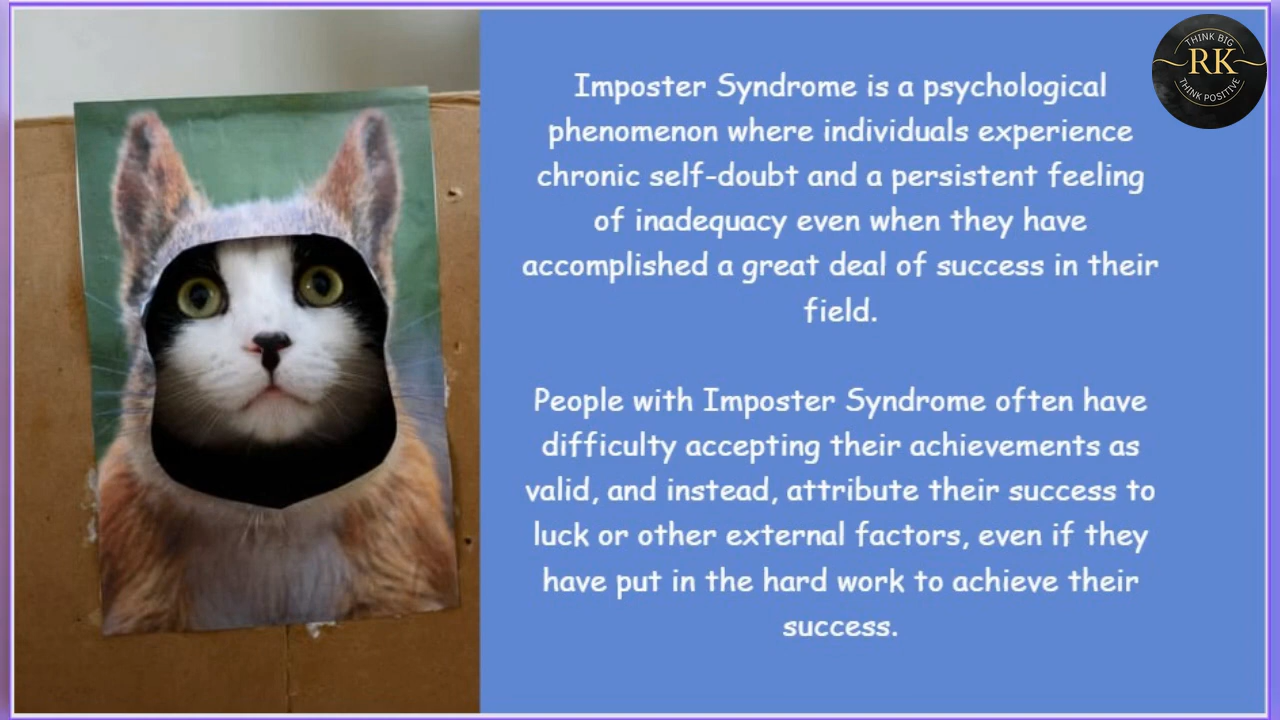 THINK BIG
RK
THINK POSITIVE
Imposter Syndrome is a psychological
phenomenon where individuals experience
chronic self-doubt and a persistent feeling
of inadequacy even when they have
accomplished a great deal of success in their
field.
People with Imposter Syndrome often have
difficulty accepting their achievements as
valid, and instead, attribute their success to
luck or other external factors, even if they
have put in the hard work to achieve their
success.